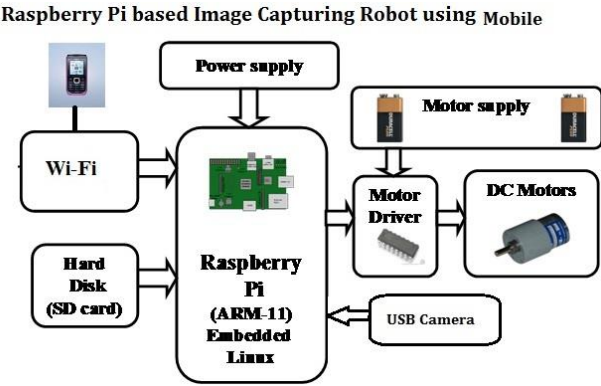 Raspberry Pi based Image Capturing Robot using Mobile
Power supply
Motor supply
Wi-Fi
Motor
Driver
DC Motors
Hard
Disk
(SD card)
Raspberry
Pi
(ARM-11)
Embedded
Linux
USB Camera